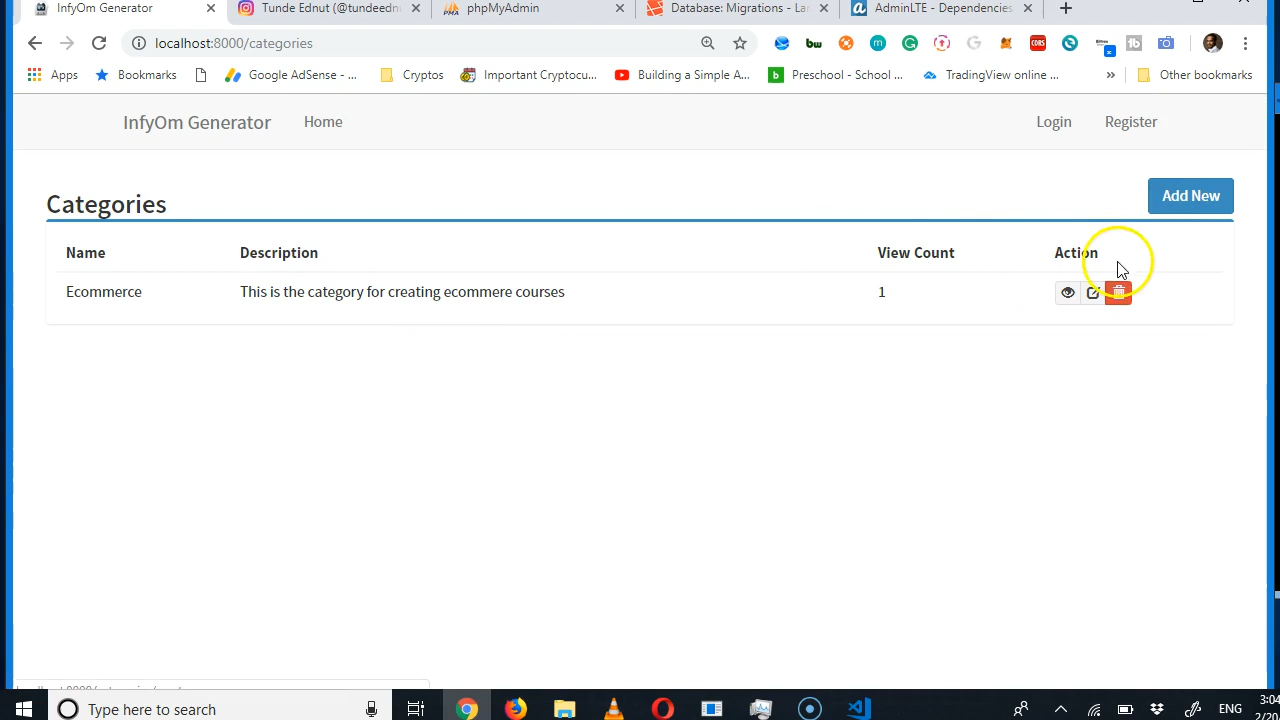 InfyOm Generator
Tunde Ednut (@tundeedn
phpMyAdmin
Database: Migrations - La
AdminLTE - Dependencies
localhost:8000/categories
CORS
Apps
Bookmarks
Google AdSense - ...
Cryptos
Important Cryptocu...
Building a Simple A...
Preschool - School ...
TradingView online ...
Other bookmarks
InfyOm Generator
Home
Login
Register
Categories
Add New
Name
Description
View Count
Action
Ecommerce
This is the category for creating ecommere courses
1
Type here to search
ENG
3:04
2/20